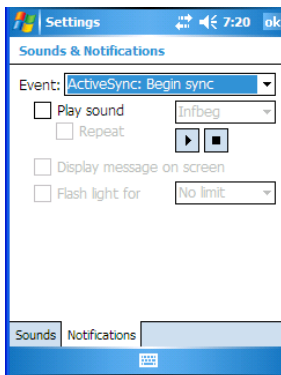 Settings 7:20 ok
Sounds & Notifications
Event: ActiveSync: Begin sync
Play sound Infbeg
Repeat
Display message on screen
Flash light for No limit
Sounds Notifications